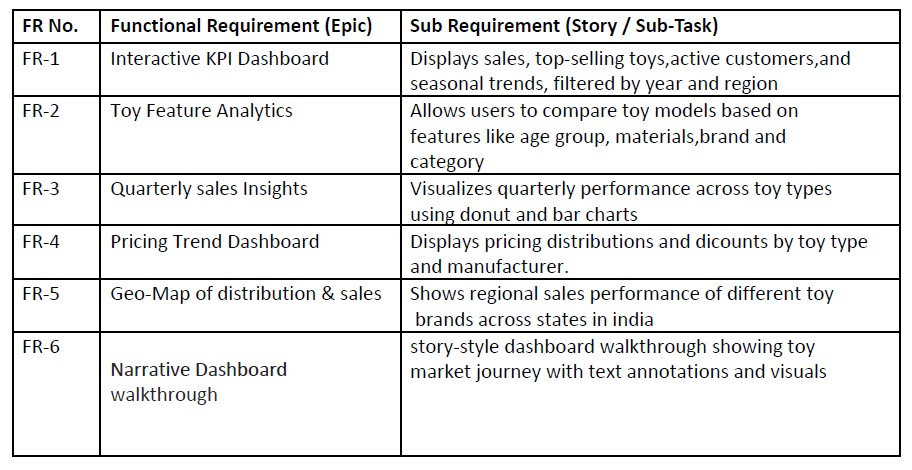 FR No. Functional Requirement (Epic) Sub Requirement (Story / Sub-Task)
FR-1 Interactive KPI Dashboard Displays sales, top-selling toys,active customers,and
seasonal trends, filtered by year and region
FR-2 Toy Feature Analytics Allows users to compare toy models based on
features like age group, materials,brand and
category
FR-3 Quarterly sales Insights Visualizes quarterly performance across toy types
using donut and bar charts
FR-4 Pricing Trend Dashboard Displays pricing distributions and dicounts by toy type
and manufacturer.
FR-5 Geo-Map of distribution & sales Shows regional sales performance of different toy
brands across states in india
FR-6 story-style dashboard walkthrough showing toy
Narrative Dashboard market journey with text annotations and visuals
walkthrough